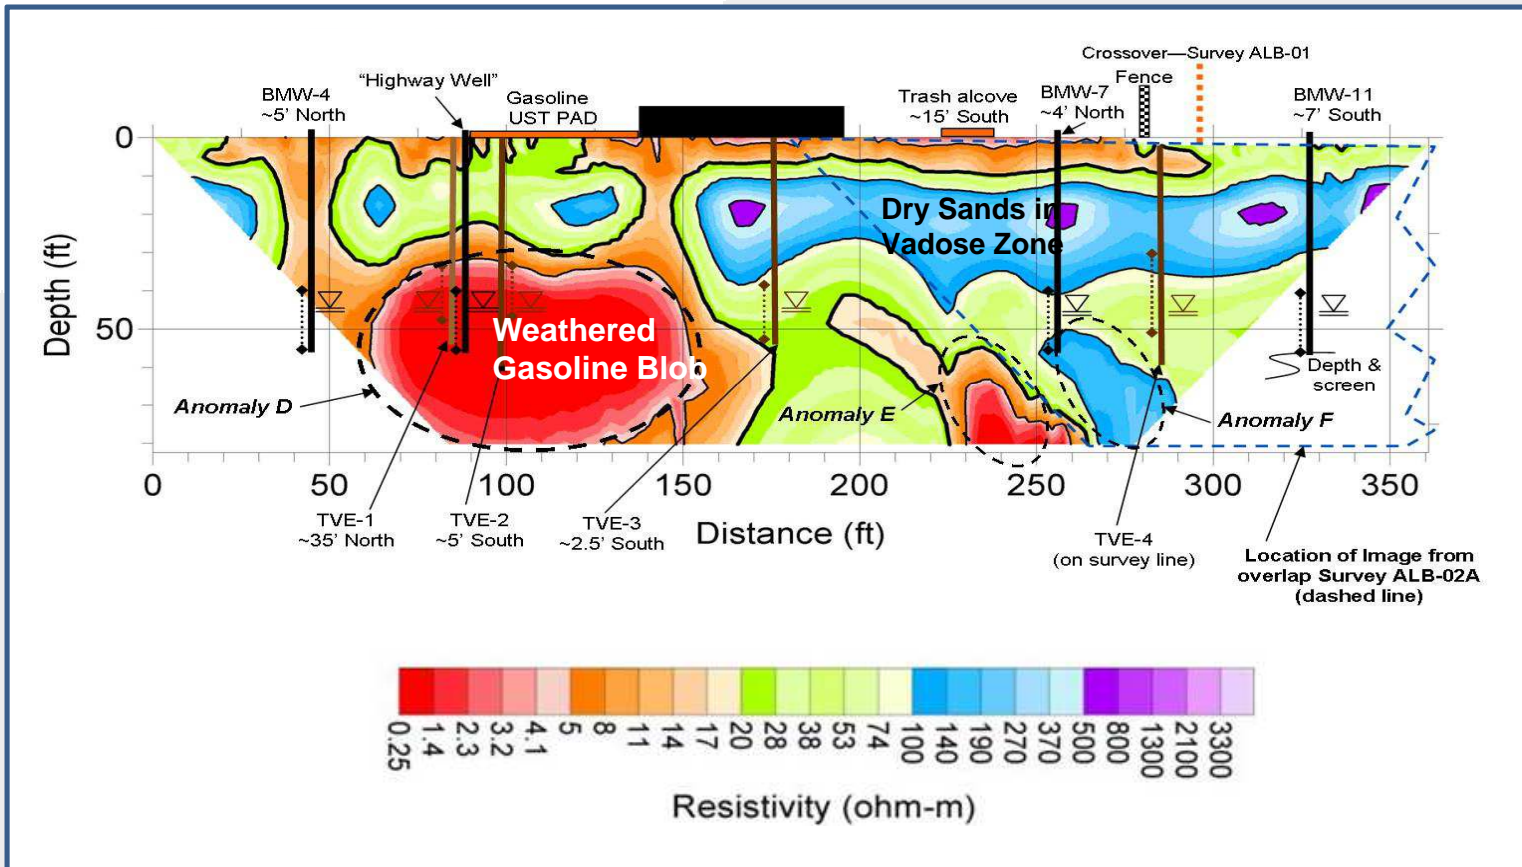 Crossover—Survey ALB-01
Fence
"Highway Well"
BMW-4
~5' North
Gasoline
UST PAD
Trash alcove
~15' South
BMW-7
~4' North
BMW-11
~7' South
0
50
Depth (ft)
Dry Sands in
Vadose Zone
Weathered
Gasoline Blob
Anomaly D
Anomaly E
Anomaly F
Depth &
screen
0
50
100
150
200
250
300
350
TVE-1
~35' North
TVE-2
~5' South
TVE-3
~2.5' South
Distance (ft)
TVE-4
(on survey line)
Location of Image from
overlap Survey ALB-02A
(dashed line)
0.25
1.4
2.3
3.2
4.1
5
8
11
14
17
20
28
38
53
74
100
140
190
270
370
5000
800
1300
2100
3300
Resistivity (ohm-m)